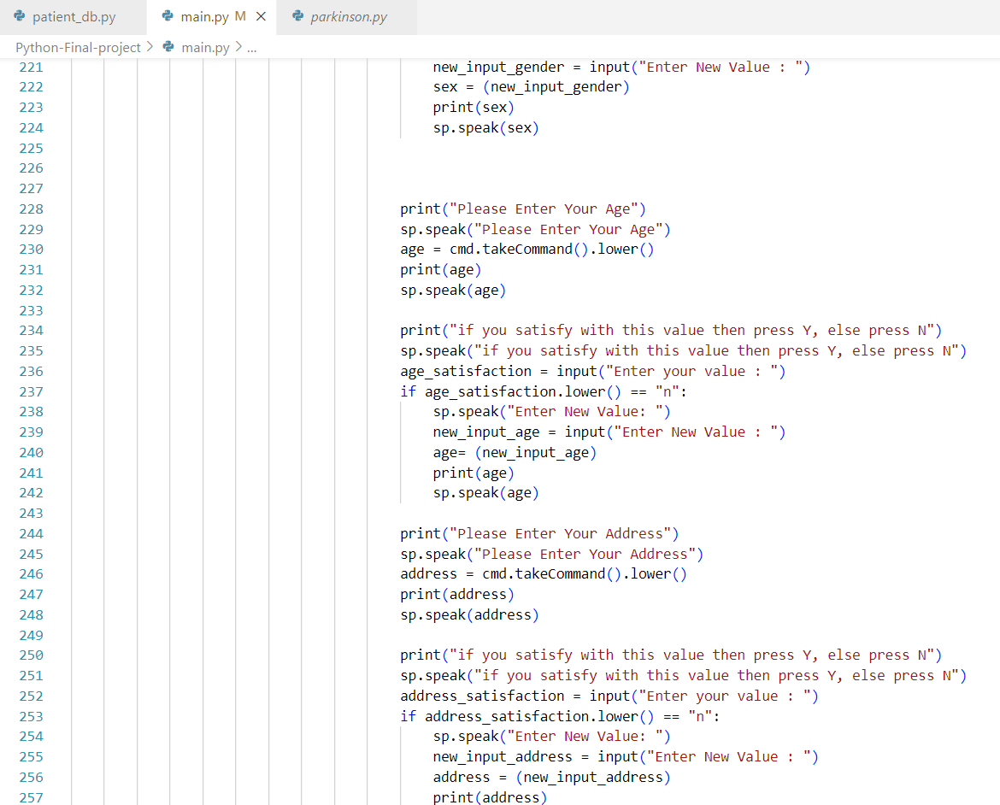 patient_db.py main.py M × parkinson.py
Python-Final-project > main.py > ...
221 new_input_gender = input("Enter New Value : ")
222 sex = (new_input_gender)
223 print(sex)
224 sp.speak(sex)
225
226
227
228 print("Please Enter Your Age")
229 sp.speak("Please Enter Your Age")
230 age = cmd.takeCommand().lower()
231 print(age)
232 sp.speak(age)
233
234 print("if you satisfy with this value then press Y, else press N")
235 sp.speak("if you satisfy with this value then press Y, else press N")
236 age_satisfaction = input("Enter your value : ")
237 if age_satisfaction.lower() == "n":
238 sp.speak("Enter New Value: ")
239 new_input_age = input("Enter New Value : ")
240 age= (new_input_age)
241 print(age)
242 sp.speak(age)
243
244 print("Please Enter Your Address")
245 sp.speak("Please Enter Your Address")
246 address = cmd.takeCommand().lower()
247 print(address)
248 sp.speak(address)
249
250 print("if you satisfy with this value then press Y, else press N")
251 sp.speak("if you satisfy with this value then press Y, else press N")
252 address_satisfaction = input("Enter your value : ")
253 if address_satisfaction.lower() == "n":
254 sp.speak("Enter New Value: ")
255 new_input_address = input("Enter New Value : ")
256 address = (new_input_address)
257 print(address)